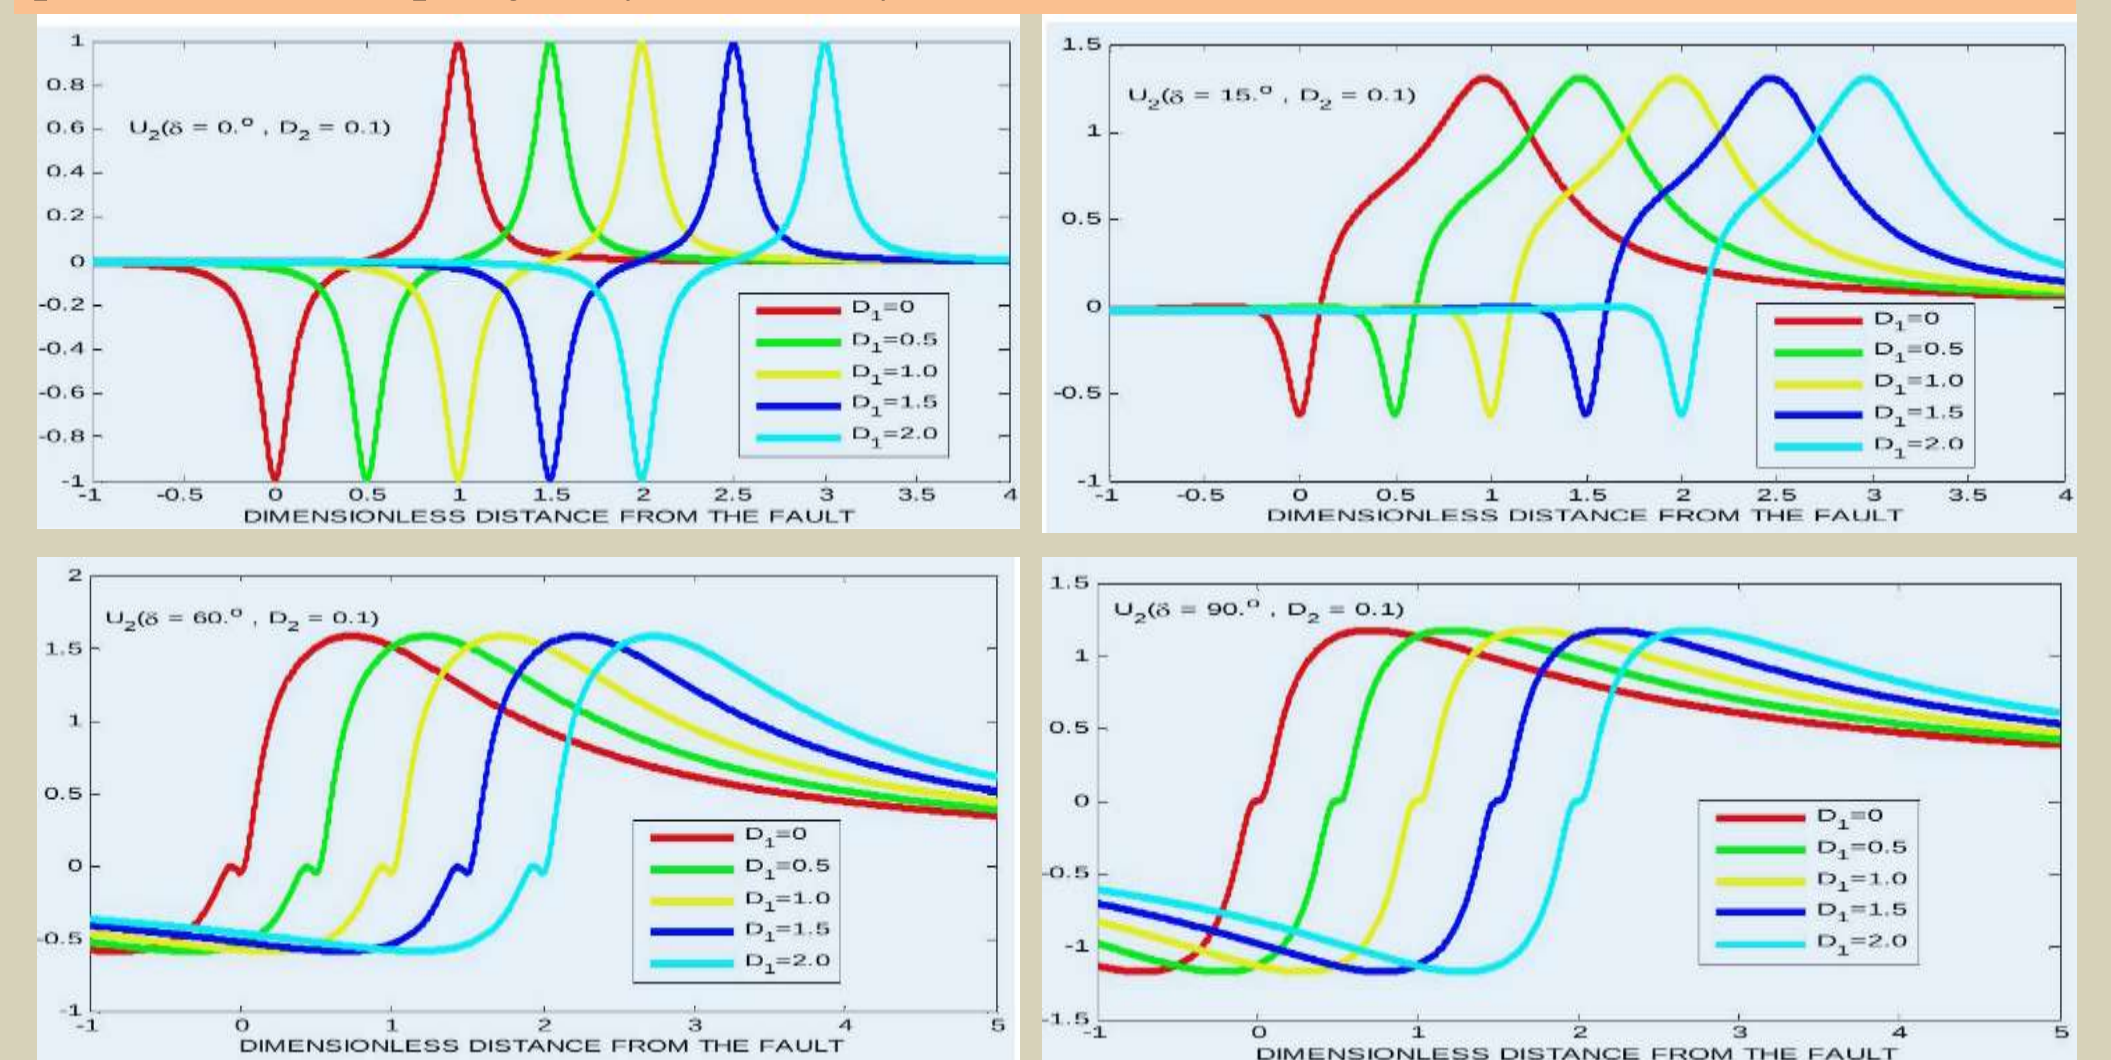 1
0.8
0.6
0.4
0.2
0
-0.2
-0.4
-0.6
-0.8
-1
U2(δ = 0.º , D2 = 0.1)
D1=0
D1=0.5
D1=1.0
D1=1.5
D1=2.0
-1 -0.5 0 0.5 1 1.5 2 2.5 3 3.5 4
DIMENSIONLESS DISTANCE FROM THE FAULT
1.5
1
0.5
0
-0.5
-1
U2(δ = 15.º , D2 = 0.1)
D1=0
D1=0.5
D1=1.0
D1=1.5
D1=2.0
-1 -0.5 0 0.5 1 1.5 2 2.5 3 3.5 4
DIMENSIONLESS DISTANCE FROM THE FAULT
2
1.5
1
0.5
0
-0.5
-1
U2(δ = 60.º , D2 = 0.1)
D1=0
D1=0.5
D1=1.0
D1=1.5
D1=2.0
-1 0 1 2 3 4 5
DIMENSIONLESS DISTANCE FROM THE FAULT
1.5
1
0.5
0
-0.5
-1
-1.5
U2(δ = 90.º , D2 = 0.1)
D1=0
D1=0.5
D1=1.0
D1=1.5
D1=2.0
-1 0 1 2 3 4 5
DIMENSIONLESS DISTANCE FROM THE FAULT